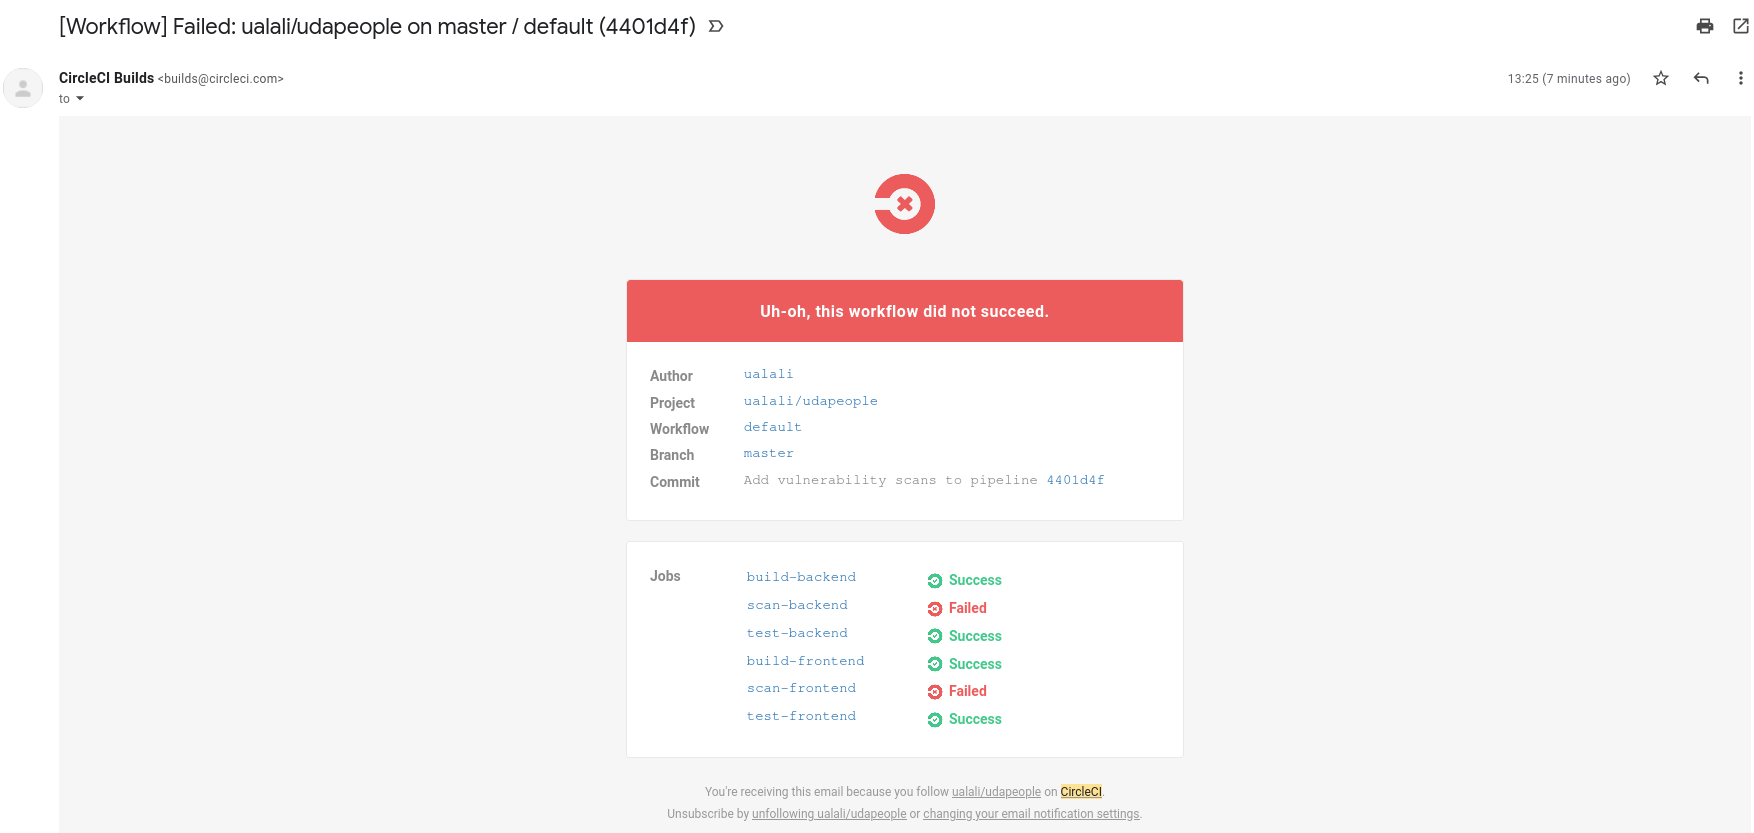 [Workflow] Failed: ualali/udapeople on master / default (4401d4f)
CircleCI Builds <builds@circleci.com>
13:25 (7 minutes ago)
to
Uh-oh, this workflow did not succeed.
Author ualali
Project ualali/udapeople
Workflow default
Branch master
Commit Add vulnerability scans to pipeline 4401d4f
Jobs build-backend Success
scan-backend Failed
test-backend Success
build-frontend Success
scan-frontend Failed
test-frontend Success
You're receiving this email because you follow ualali/udapeople on CircleCI.
Unsubscribe by unfollowing ualali/udapeople or changing your email notification settings.